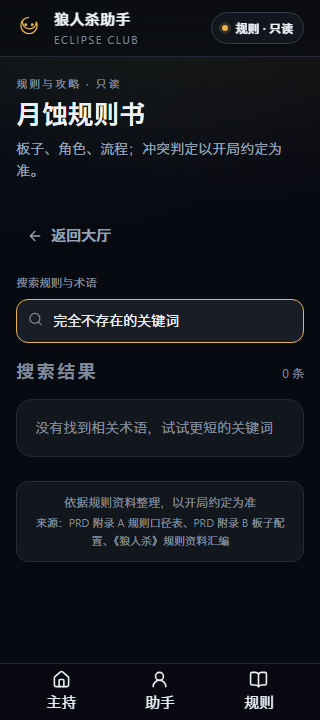 狼人杀助手
ECLIPSE CLUB
规则 · 只读
规则与攻略 · 只读
月蚀规则书
板子、角色、流程；冲突判定以开局约定为
准。
返回大厅
搜索规则与术语
完全不存在的关键词
搜索结果
0 条
没有找到相关术语，试试更短的关键词
依据规则资料整理，以开局约定为准
来源：PRD 附录 A 规则口径表、PRD 附录 B 板子配
置、《狼人杀》规则资料汇编
主持
助手
规则